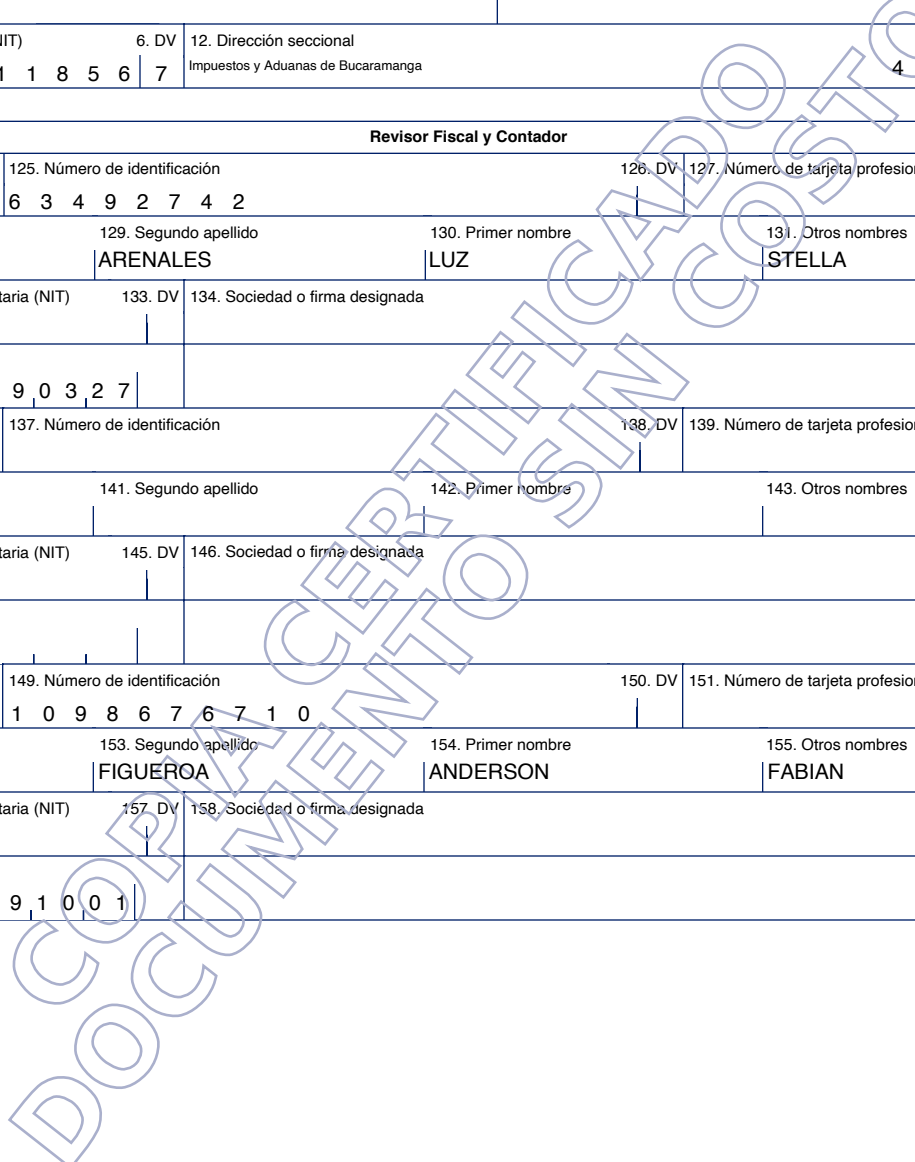 IIT) 6. DV 12. Dirección seccional
1 1 8 5 6 7 Impuestos y Aduanas de Bucaramanga 4
Revisor Fiscal y Contador
125. Número de identificación 126. DV 127. Número de tarjeta profesion
6 3 4 9 2 7 4 2
129. Segundo apellido 130. Primer nombre 131. Otros nombres
ARENALES LUZ STELLA
taria (NIT) 133. DV 134. Sociedad o firma designada
9 0 3 2 7
137. Número de identificación 138. DV 139. Número de tarjeta profesion
141. Segundo apellido 142. Primer nombre 143. Otros nombres
taria (NIT) 145. DV 146. Sociedad o firma designada
149. Número de identificación 150. DV 151. Número de tarjeta profesion
1 0 9 8 6 7 6 7 1 0
153. Segundo apellido 154. Primer nombre 155. Otros nombres
FIGUEROA ANDERSON FABIAN
taria (NIT) 157. DV 158. Sociedad o firma designada
9 1 0 0 1
COPIA CERTIFICADO
DOCUMENTO SIN COSTO